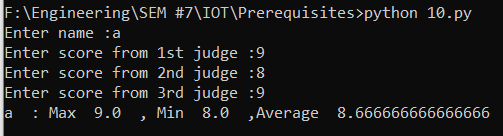 F:\Engineering\SEM #7\IOT\Prerequisites>python 10.py
Enter name :a
Enter score from 1st judge :9
Enter score from 2nd judge :8
Enter score from 3rd judge :9
a  : Max  9.0  , Min  8.0  ,Average  8.666666666666666